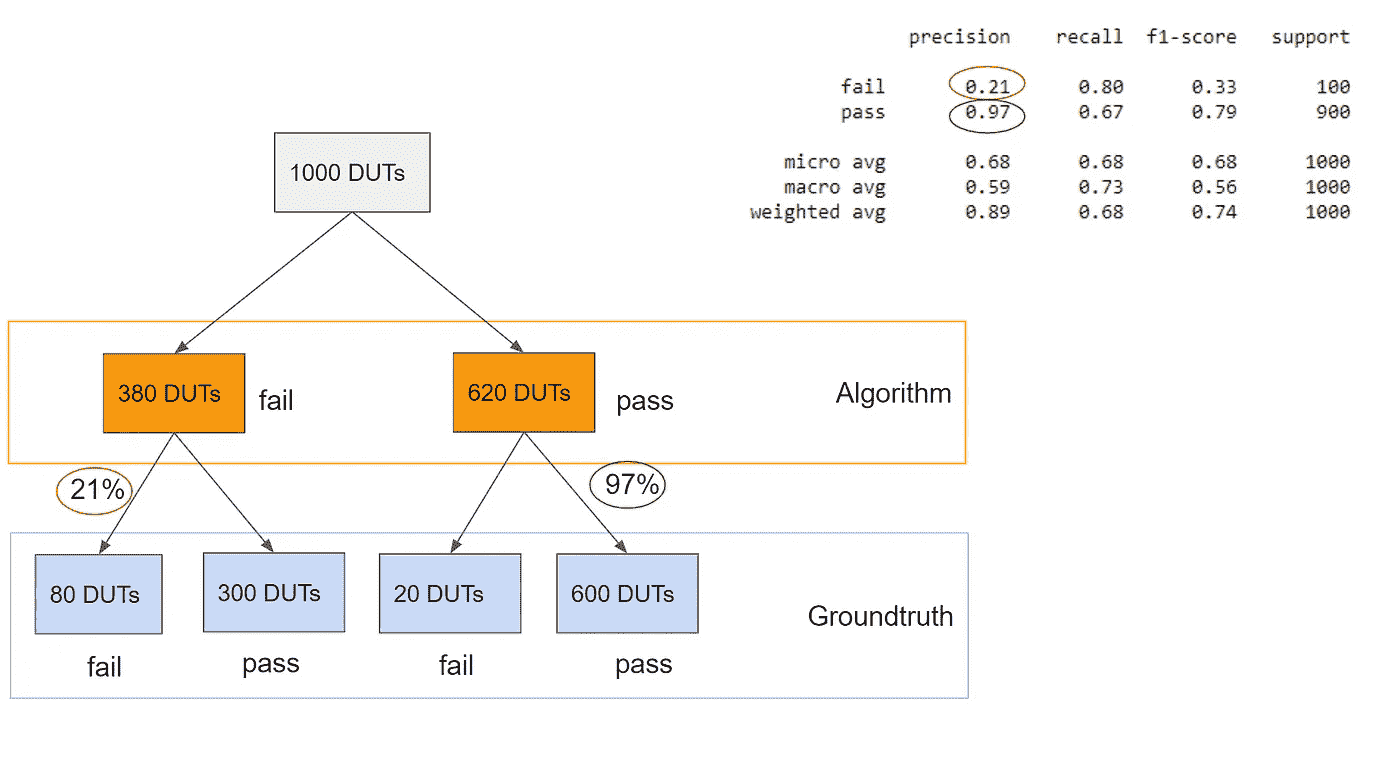 precision recall f1-score support
fail 0.21 0.80 0.33 100
pass 0.97 0.67 0.79 900
micro avg 0.68 0.68 0.68 1000
macro avg 0.59 0.73 0.56 1000
weighted avg 0.89 0.68 0.74 1000
1000 DUTs
380 DUTs fail 620 DUTs pass Algorithm
21% 97%
80 DUTs 300 DUTs 20 DUTs 600 DUTs Groundtruth
fail pass fail pass